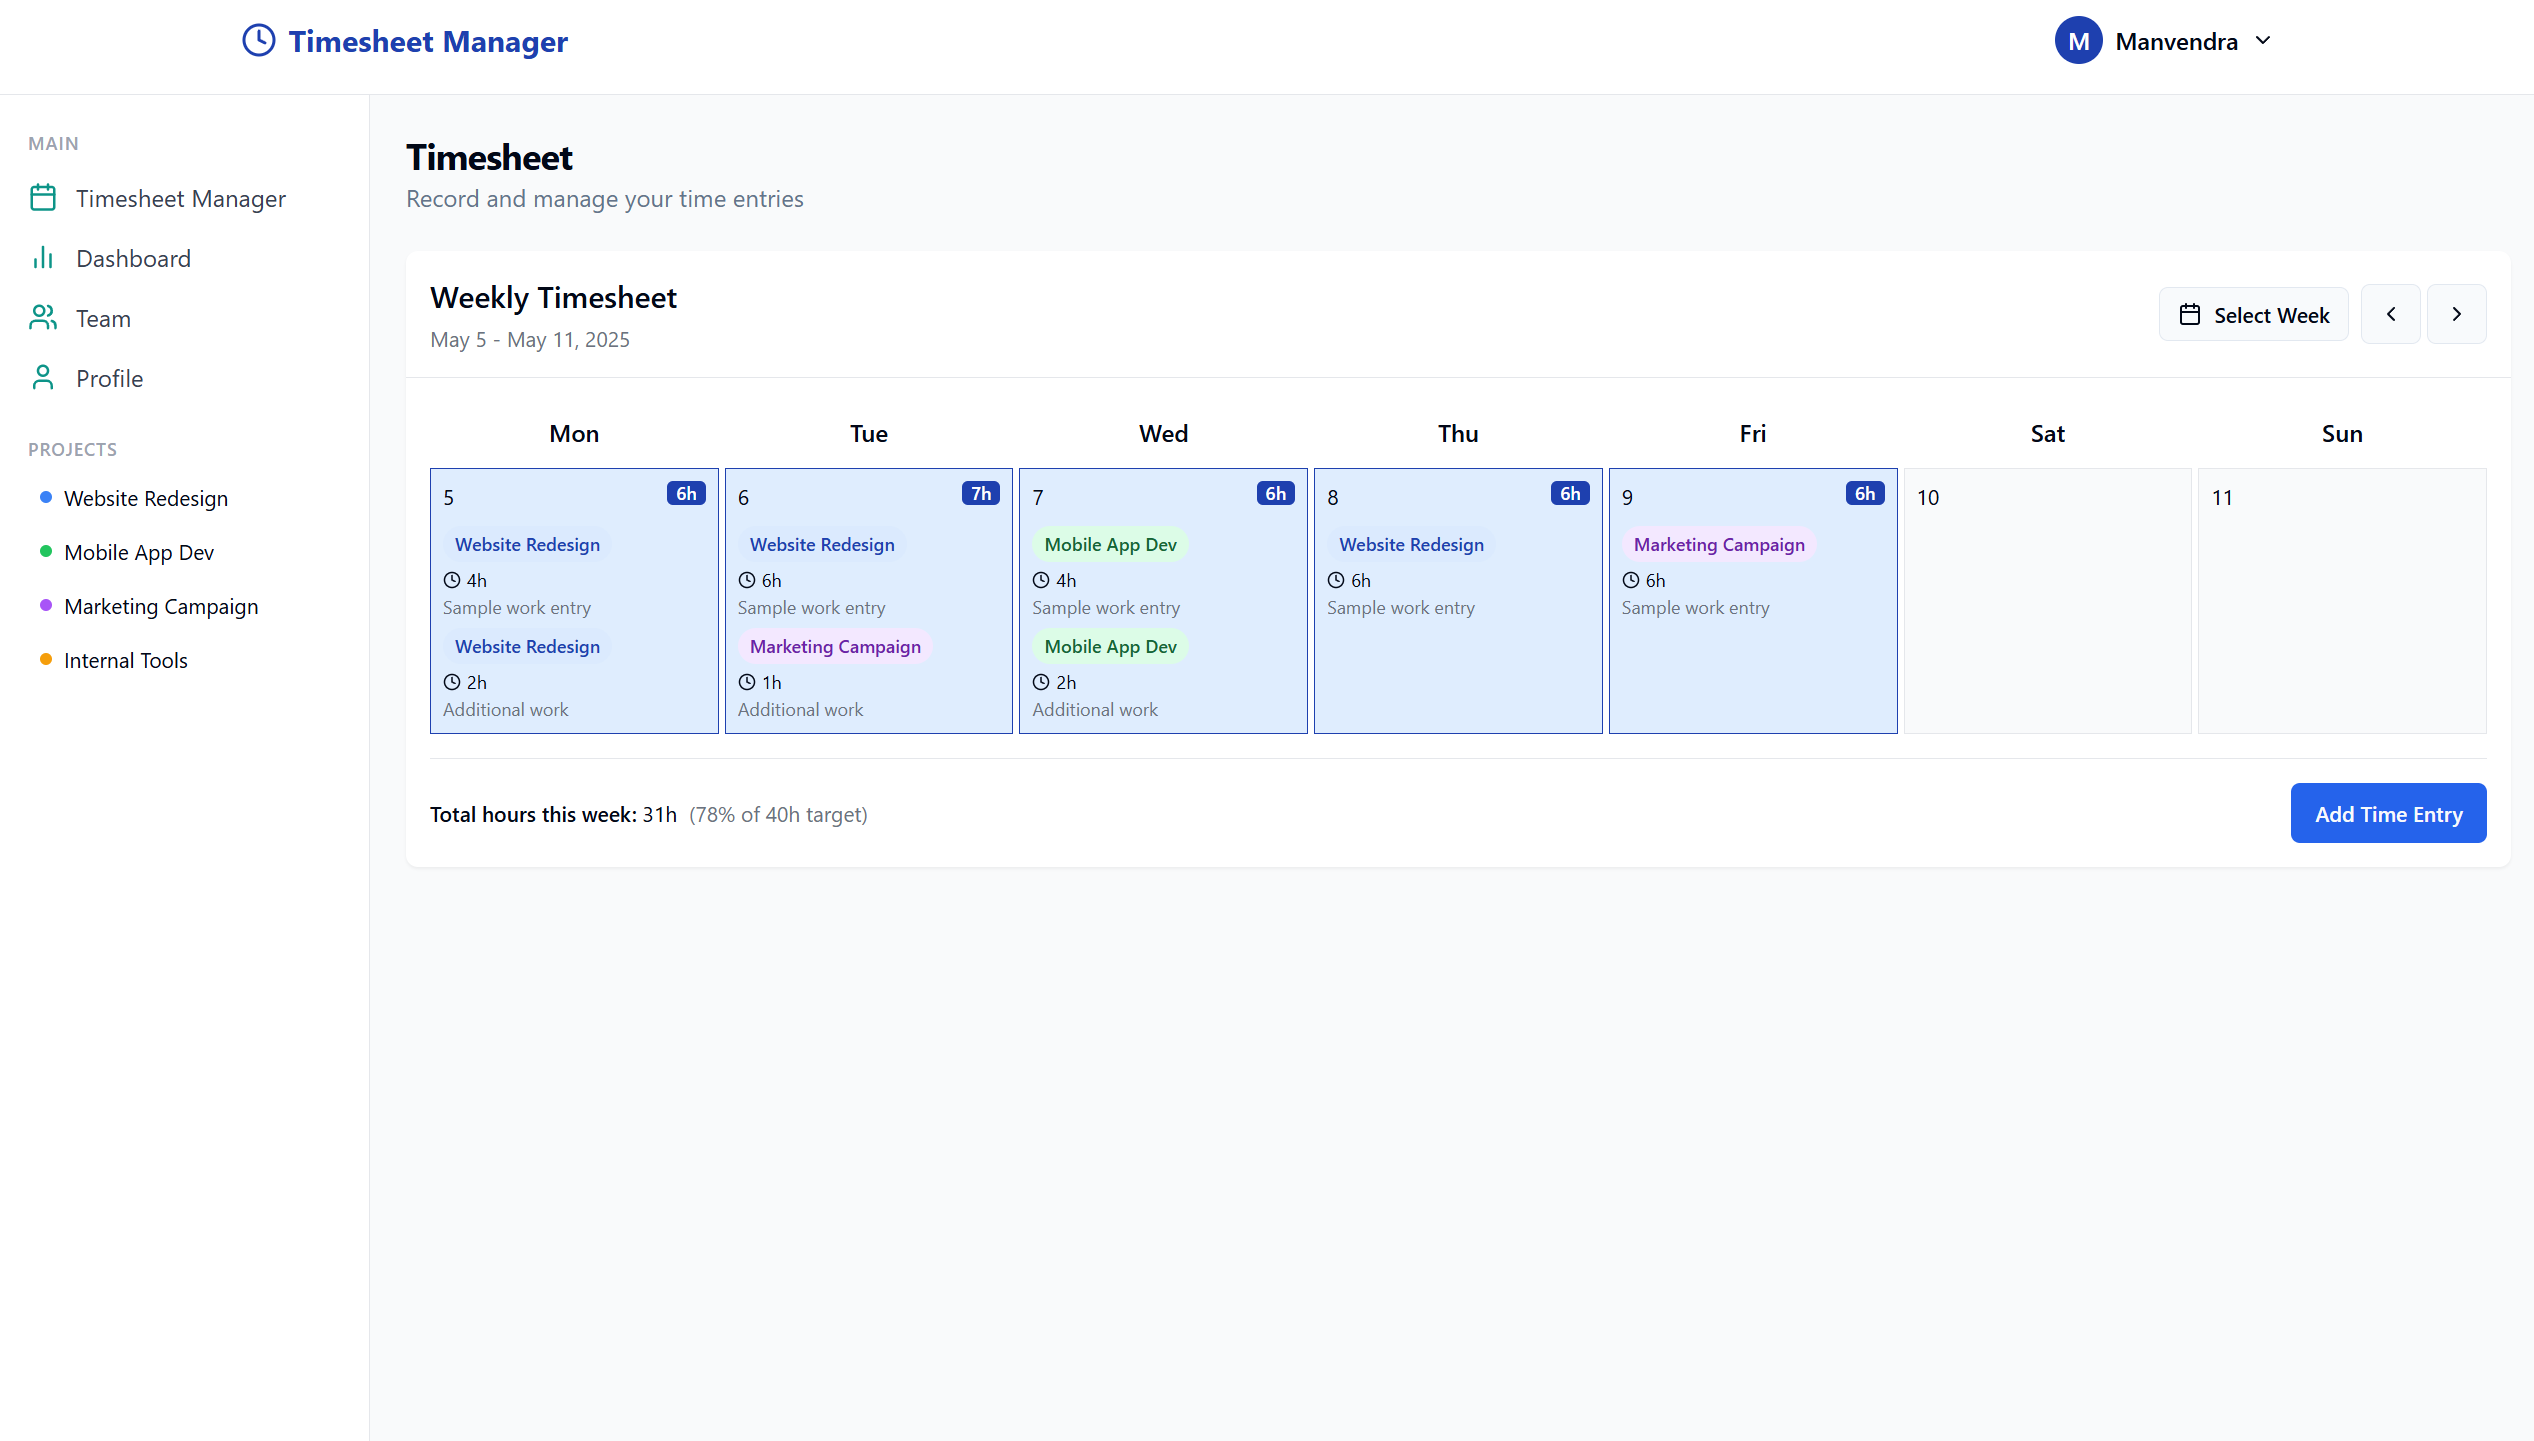 Timesheet Manager
M Manvendra
MAIN
Timesheet Manager
Dashboard
Team
Profile
PROJECTS
Website Redesign
Mobile App Dev
Marketing Campaign
Internal Tools
Timesheet
Record and manage your time entries
Weekly Timesheet
May 5 - May 11, 2025
Select Week
Mon Tue Wed Thu Fri Sat Sun
5 6h
Website Redesign
4h
Sample work entry
Website Redesign
2h
Additional work
6 7h
Website Redesign
6h
Sample work entry
Marketing Campaign
1h
Additional work
7 6h
Mobile App Dev
4h
Sample work entry
Mobile App Dev
2h
Additional work
8 6h
Website Redesign
6h
Sample work entry
9 6h
Marketing Campaign
6h
Sample work entry
10
11
Total hours this week: 31h (78% of 40h target)
Add Time Entry